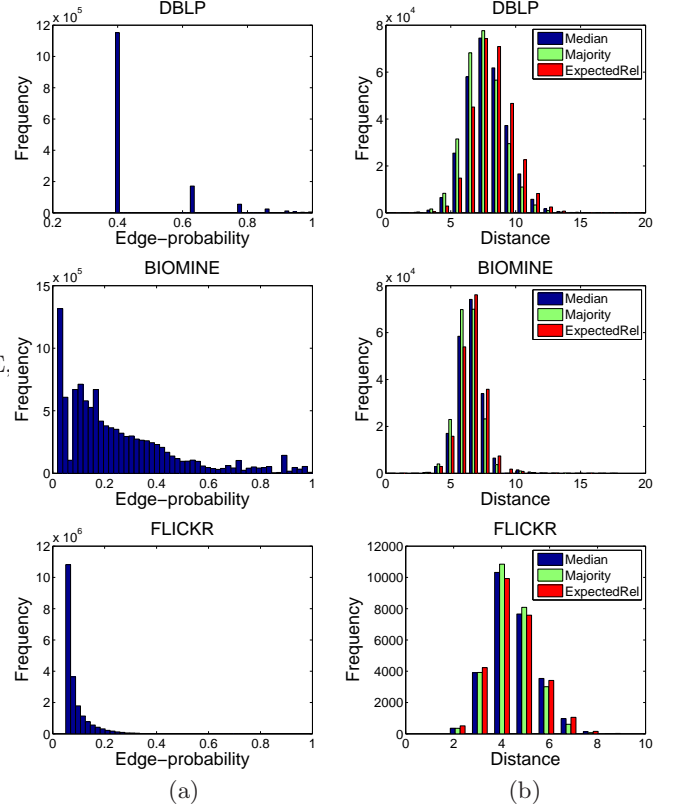 DBLP
x 10^5
Frequency
12
10
8
6
4
2
0
0.2 0.4 0.6 0.8 1
Edge−probability
DBLP
x 10^4
Frequency
8
6
4
2
0
0 5 10 15 20
Distance
Median
Majority
ExpectedRel
BIOMINE
x 10^5
Frequency
15
10
5
0
0 0.2 0.4 0.6 0.8 1
Edge−probability
BIOMINE
x 10^4
Frequency
8
6
4
2
0
0 5 10 15 20
Distance
Median
Majority
ExpectedRel
FLICKR
x 10^6
Frequency
12
10
8
6
4
2
0
0 0.2 0.4 0.6 0.8 1
Edge−probability
(a)
FLICKR
Frequency
12000
10000
8000
6000
4000
2000
0
0 2 4 6 8 10
Distance
Median
Majority
ExpectedRel
(b)